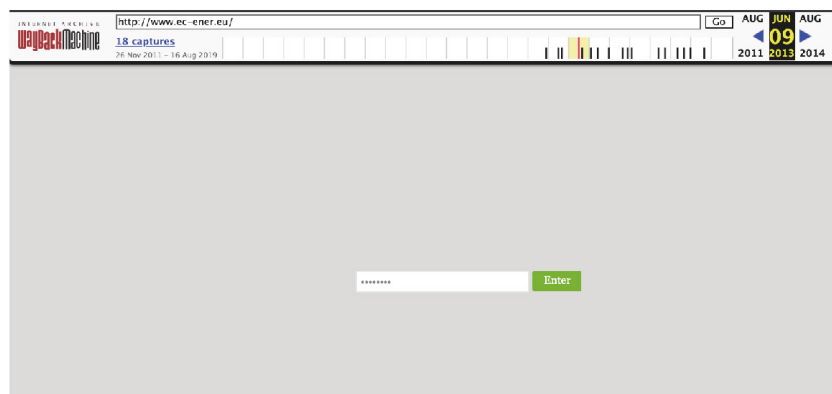 INTERNET ARCHIVE
WayBackMachine
http://www.ec-ener.eu/
Go
18 captures
26 Nov 2011 - 16 Aug 2019
AUG JUN AUG
09
2011 2013 2014
Enter